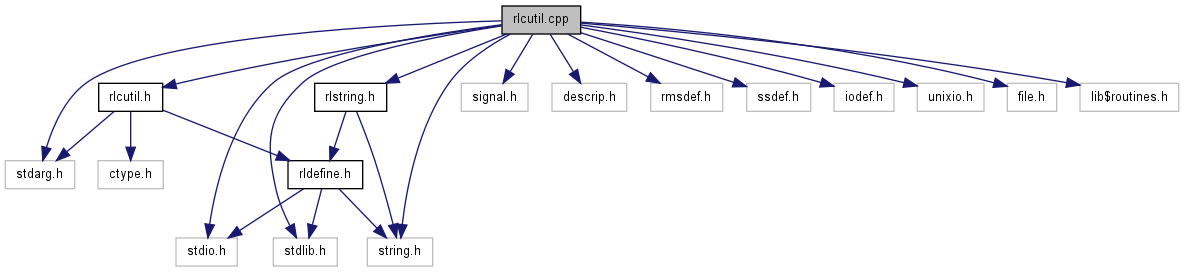 rlcutil.cpp
rlcutil.h
rlstring.h
signal.h
descrip.h
rmsdef.h
ssdef.h
iodef.h
unixio.h
file.h
lib$routines.h
stdarg.h
ctype.h
rldefine.h
stdio.h
stdlib.h
string.h